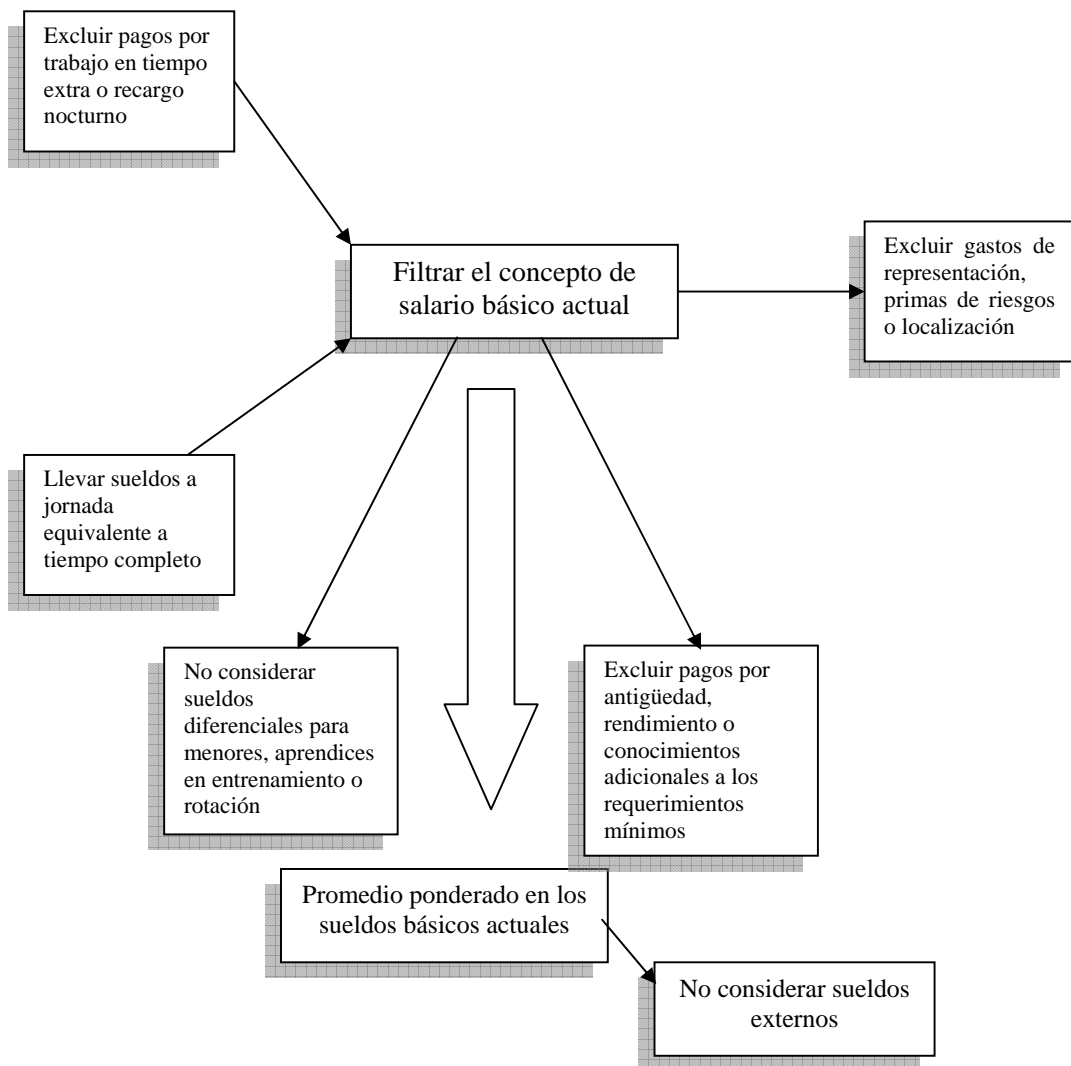 Excluir pagos por
trabajo en tiempo
extra o recargo
nocturno
Filtrar el concepto de
salario básico actual
Excluir gastos de
representación,
primas de riesgos
o localización
Llevar sueldos a
jornada
equivalente a
tiempo completo
No considerar
sueldos
diferenciales para
menores, aprendices
en entrenamiento o
rotación
Excluir pagos por
antigüedad,
rendimiento o
conocimientos
adicionales a los
requerimientos
mínimos
Promedio ponderado en los
sueldos básicos actuales
No considerar sueldos
externos